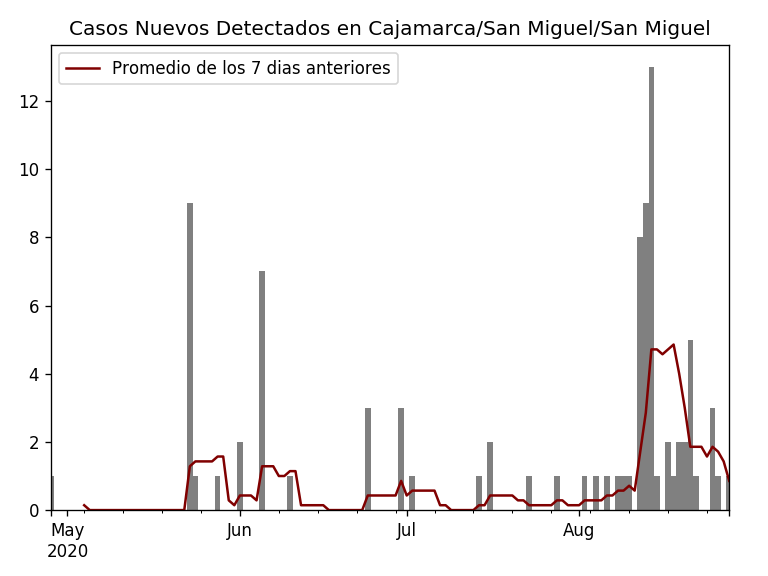 Casos Nuevos Detectados en Cajamarca/San Miguel/San Miguel
Promedio de los 7 dias anteriores
12
10
8
6
4
2
0
May Jun Jul Aug
2020